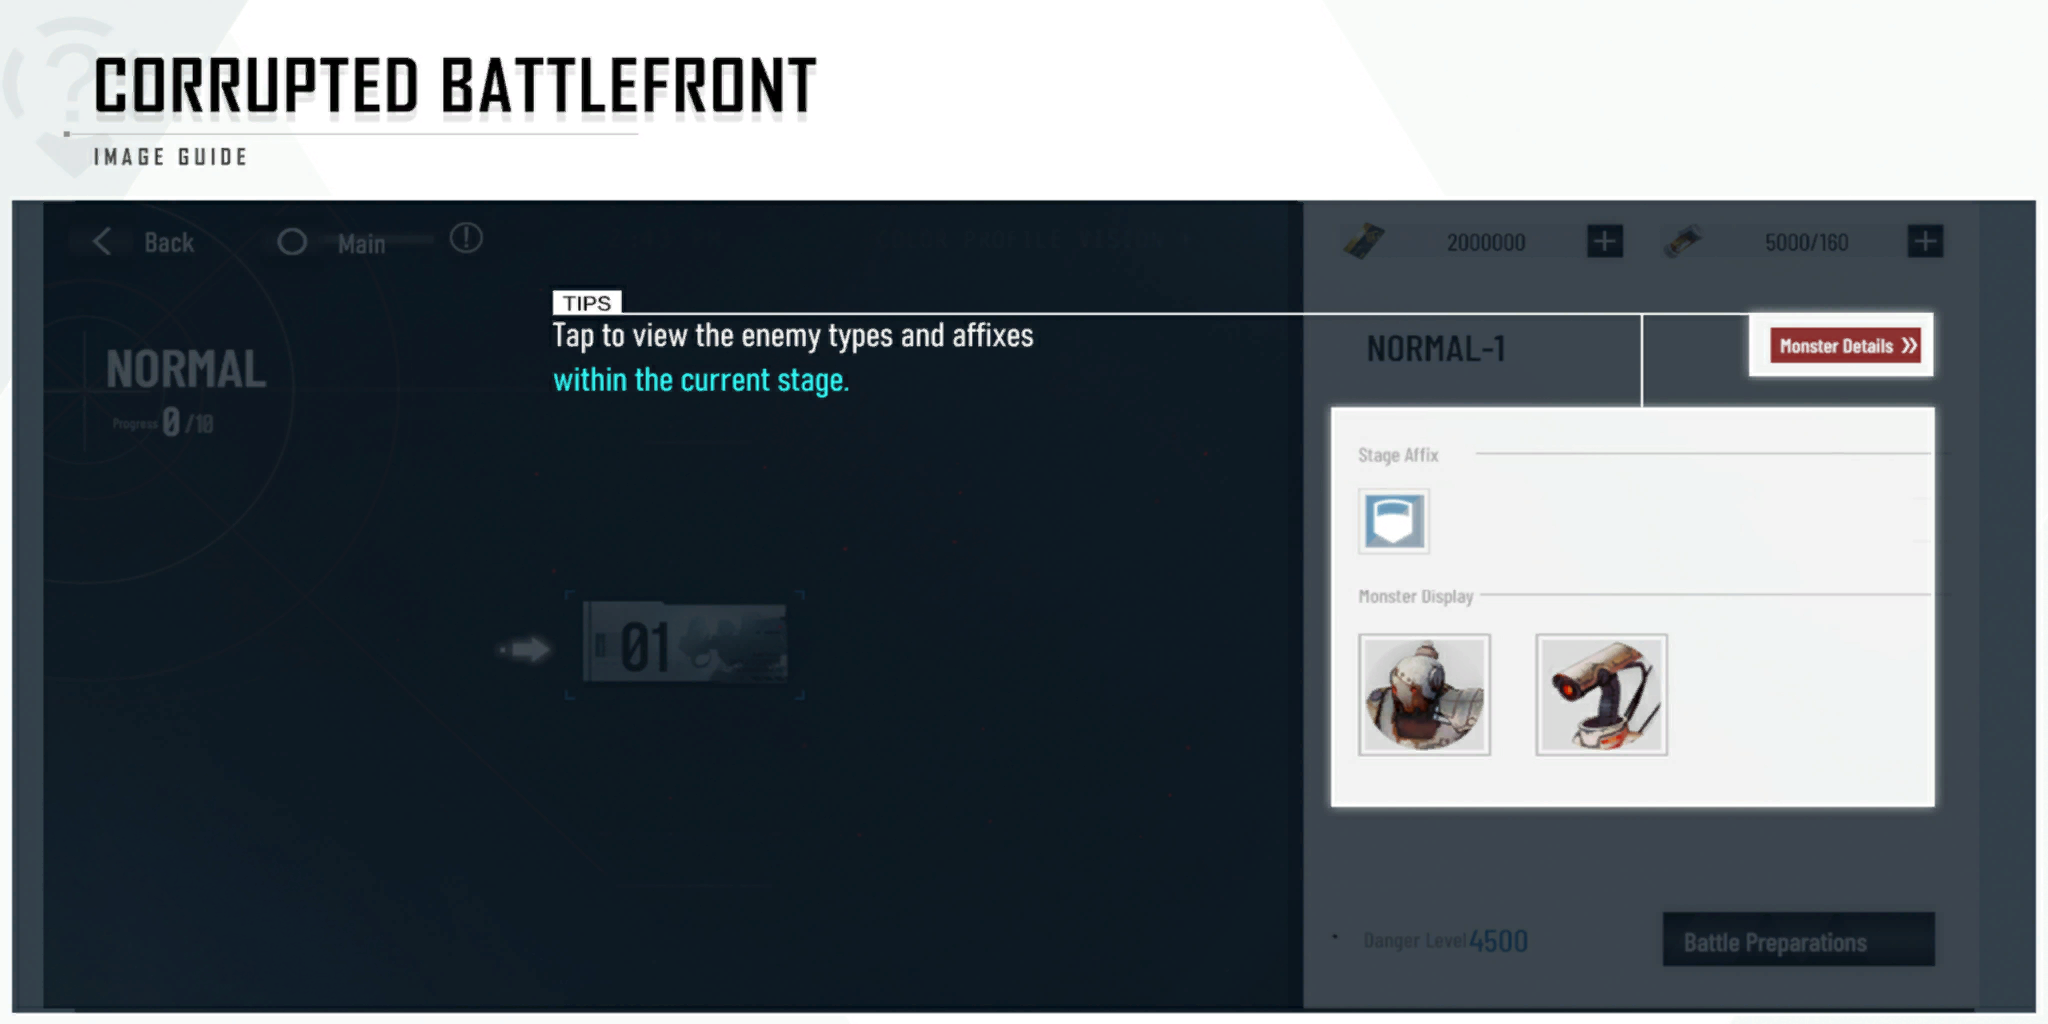 CORRUPTED BATTLEFRONT
IMAGE GUIDE
Back
Main
2000000
5000/160
TIPS
Tap to view the enemy types and affixes
within the current stage.
NORMAL
Progress 0/10
NORMAL-1
Monster Details
Stage Affix
Monster Display
01
Danger Level 4500
Battle Preparations